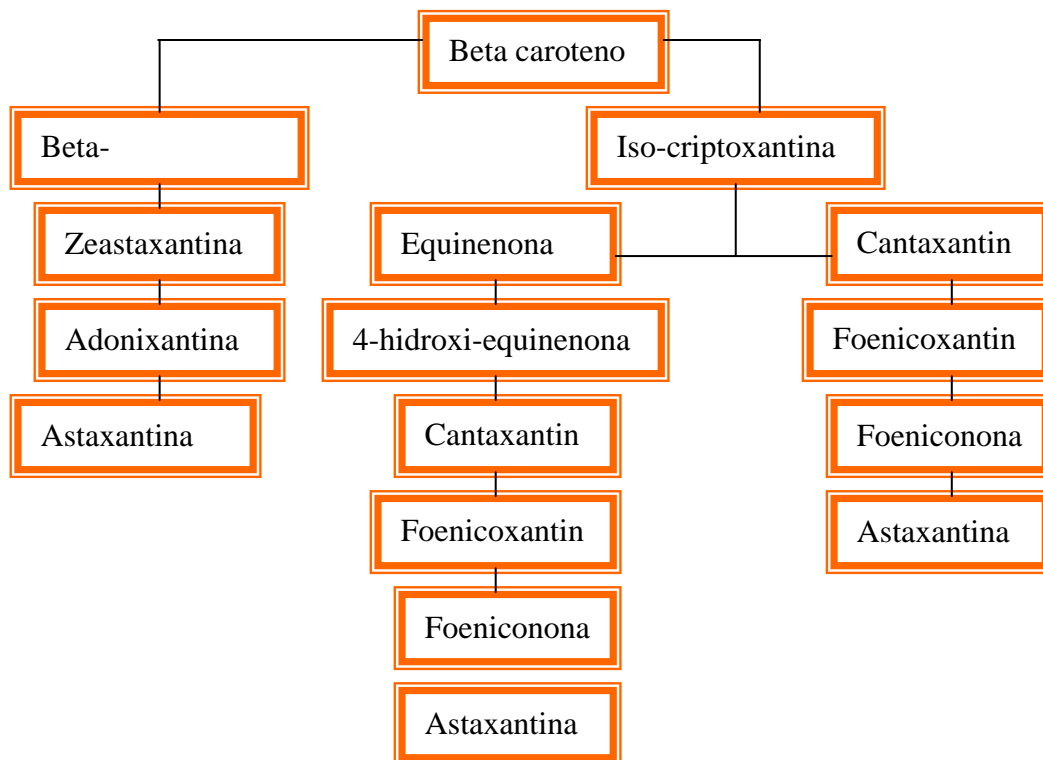 Beta caroteno
Beta-
Iso-criptoxantina
Zeastaxantina
Equinenona
Cantaxantin
Adonixantina
4-hidroxi-equinenona
Foenicoxantin
Astaxantina
Cantaxantin
Foeniconona
Foenicoxantin
Astaxantina
Foeniconona
Astaxantina